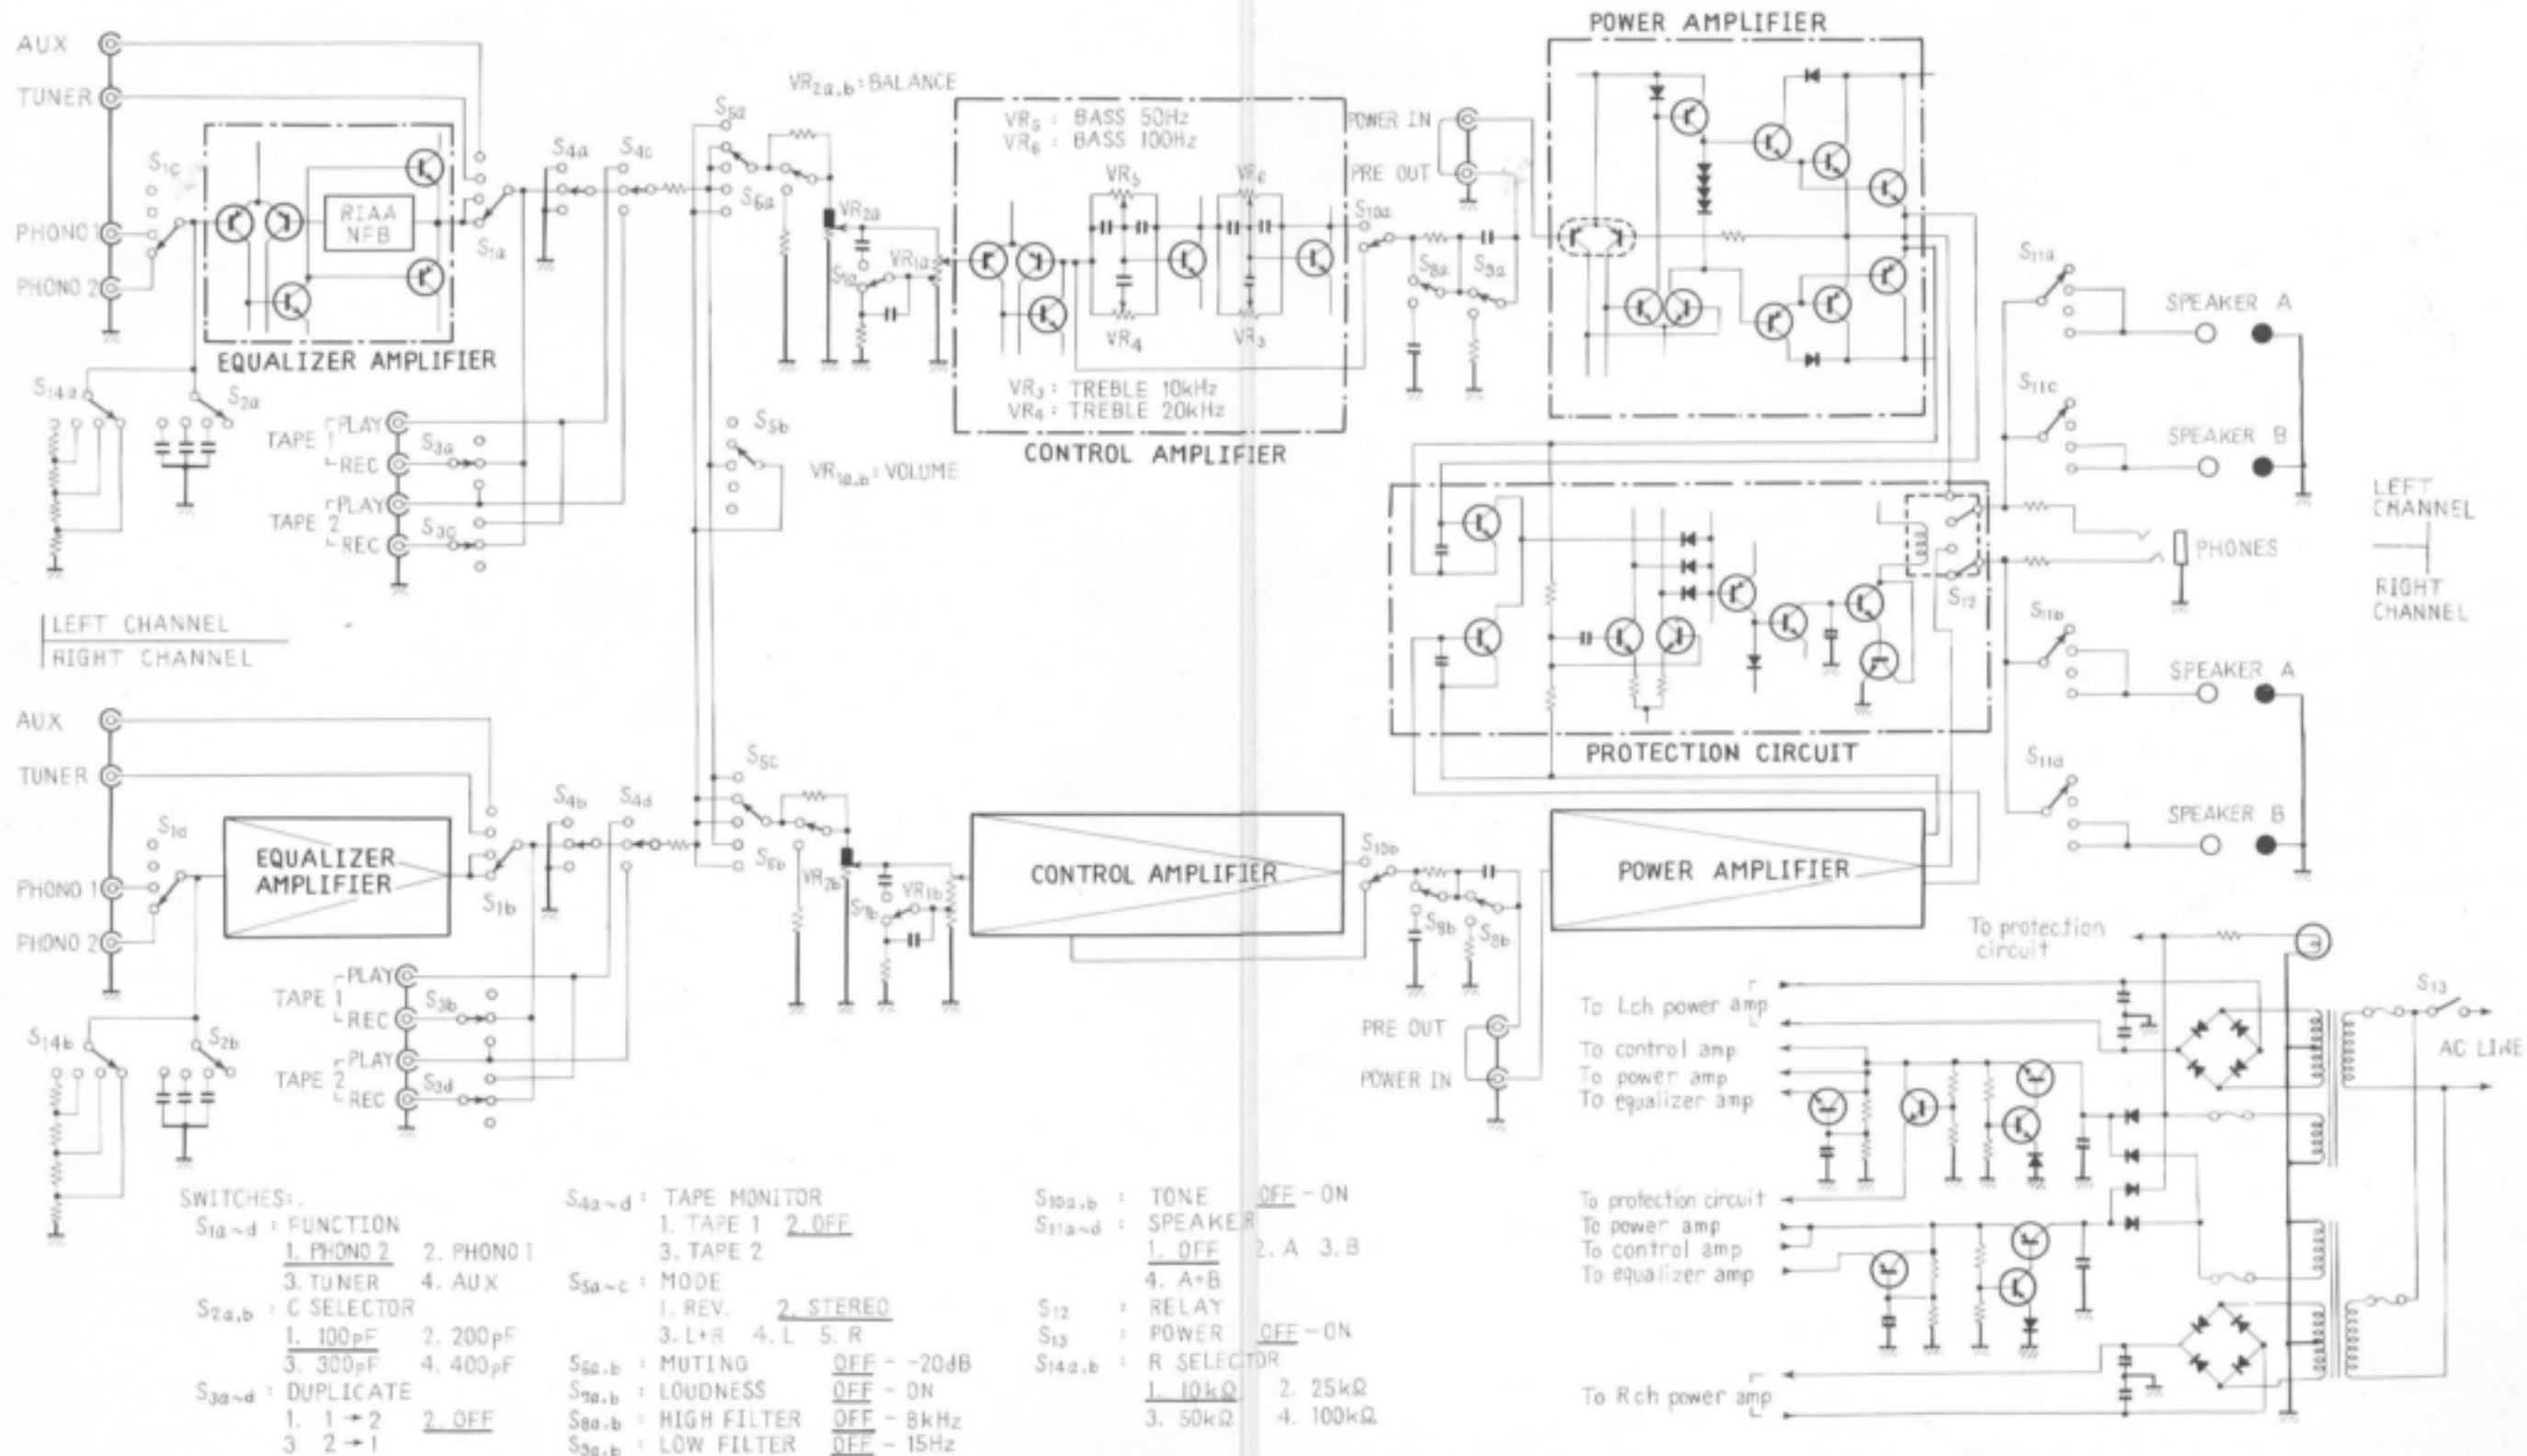 POWER AMPLIFIER
AUX
TUNER
PHONO 1
PHONO 2
S1c
RIAA
NFB
S1a
EQUALIZER AMPLIFIER
S14a
S2a
S4a
S4c
TAPE 1
PLAY
REC
S3a
TAPE 2
PLAY
REC
S3c
VR2a,b : BALANCE
S5a
S6a
VR2a
VR1a
S5b
VR1a,b : VOLUME
VR5 : BASS 50Hz
VR6 : BASS 100Hz
VR5
VR6
VR4
VR3
VR3 : TREBLE 10kHz
VR4 : TREBLE 20kHz
CONTROL AMPLIFIER
POWER IN
PRE OUT
S10a
S8a
S9a
S11a
SPEAKER A
S11c
SPEAKER B
LEFT CHANNEL
RIGHT CHANNEL
PHONES
S12
S11b
SPEAKER A
S11d
SPEAKER B
PROTECTION CIRCUIT
LEFT CHANNEL
RIGHT CHANNEL
AUX
TUNER
PHONO 1
PHONO 2
S1d
EQUALIZER
AMPLIFIER
S1b
S4b
S4d
S14b
S2b
TAPE 1
PLAY
REC
S3b
TAPE 2
PLAY
REC
S3d
S5c
S6b
VR2b
S7b
VR1b
CONTROL AMPLIFIER
S10b
S9b
S9b
PRE OUT
POWER IN
POWER AMPLIFIER
To protection
circuit
To Lch power amp
To control amp
To power amp
To equalizer amp
To protection circuit
To power amp
To control amp
To equalizer amp
To Rch power amp
S13
AC LINE
SWITCHES:
S1a~d : FUNCTION
1. PHONO 2 2. PHONO 1
3. TUNER 4. AUX
S2a,b : C SELECTOR
1. 100pF 2. 200pF
3. 300pF 4. 400pF
S3a~d : DUPLICATE
1. 1→2 2. OFF
3 2→1
S4a~d : TAPE MONITOR
1. TAPE 1 2. OFF
3. TAPE 2
S5a~c : MODE
1. REV. 2. STEREO
3. L+R 4. L 5. R
S6a,b : MUTING OFF - -20dB
S7a,b : LOUDNESS OFF - ON
S8a,b : HIGH FILTER OFF - 8kHz
S9a,b : LOW FILTER OFF - 15Hz
S10a,b : TONE OFF - ON
S11a~d : SPEAKER
1. OFF 2. A 3. B
4. A+B
S12 : RELAY
S13 : POWER OFF - ON
S14a,b : R SELECTOR
1. 10kΩ 2. 25kΩ
3. 50kΩ 4. 100kΩ